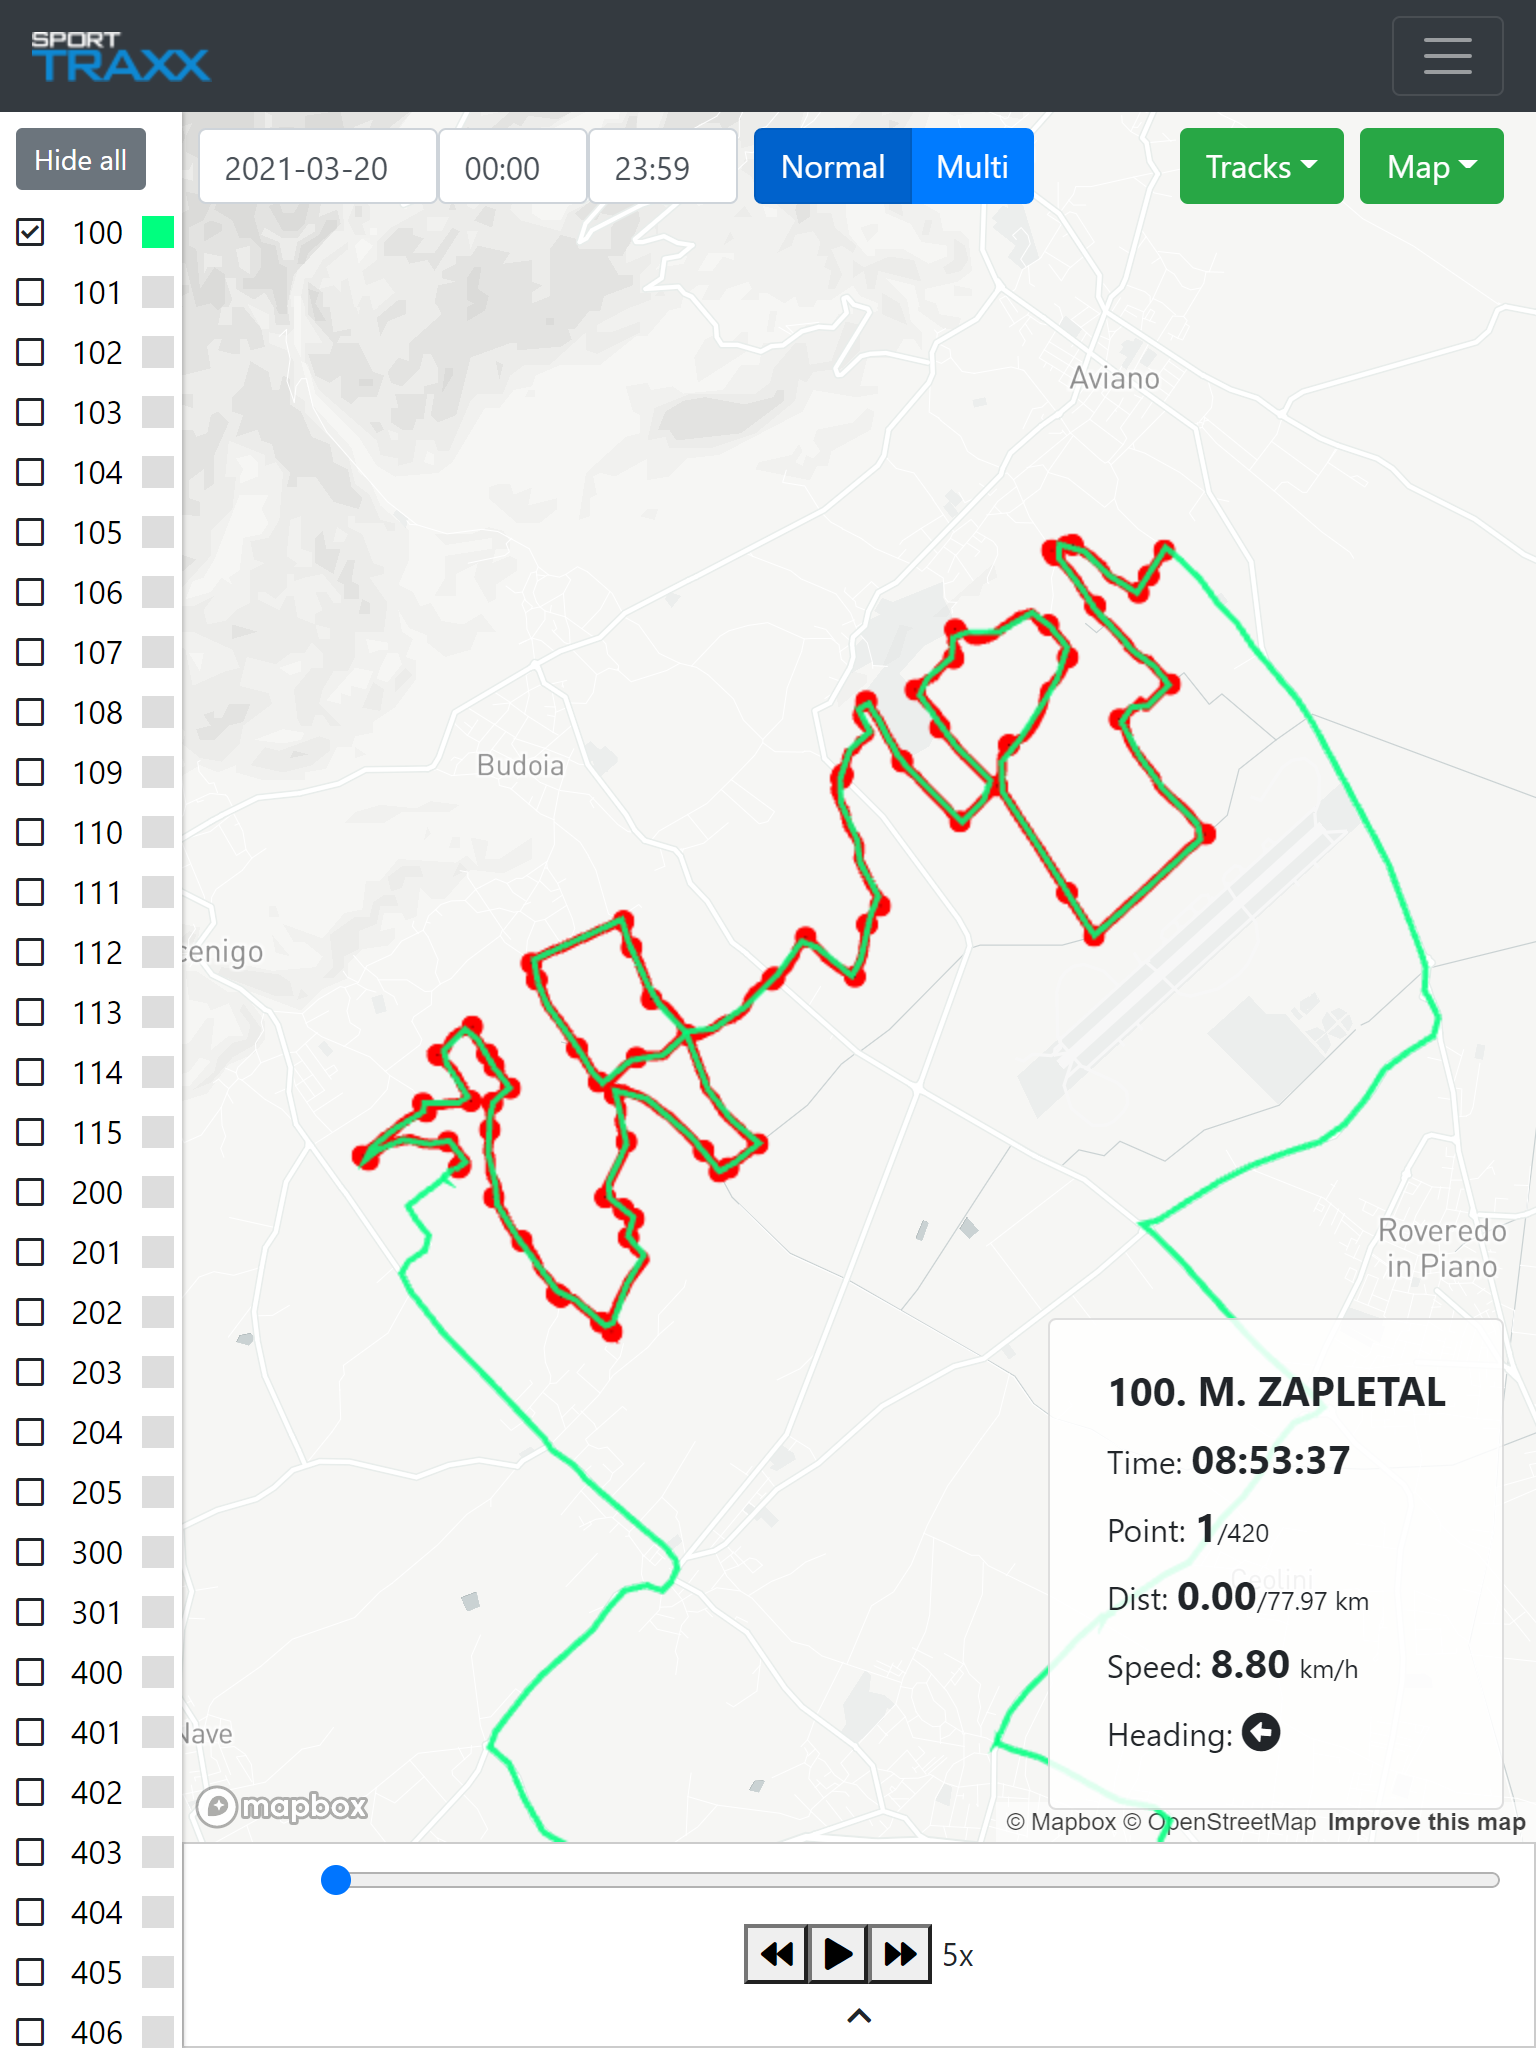 SPORT
TRAXX
Hide all
2021-03-20
00:00
23:59
Normal
Multi
Tracks
Map
100
101
102
103
104
105
106
107
108
109
110
111
112
113
114
115
200
201
202
203
204
205
300
301
400
401
402
403
404
405
406
Aviano
Budoia
cenigo
Roveredo
in Piano
Ceolini
Nave
100. M. ZAPLETAL
Time: 08:53:37
Point: 1/420
Dist: 0.00/77.97 km
Speed: 8.80 km/h
Heading:
mapbox
© Mapbox © OpenStreetMap Improve this map
5x